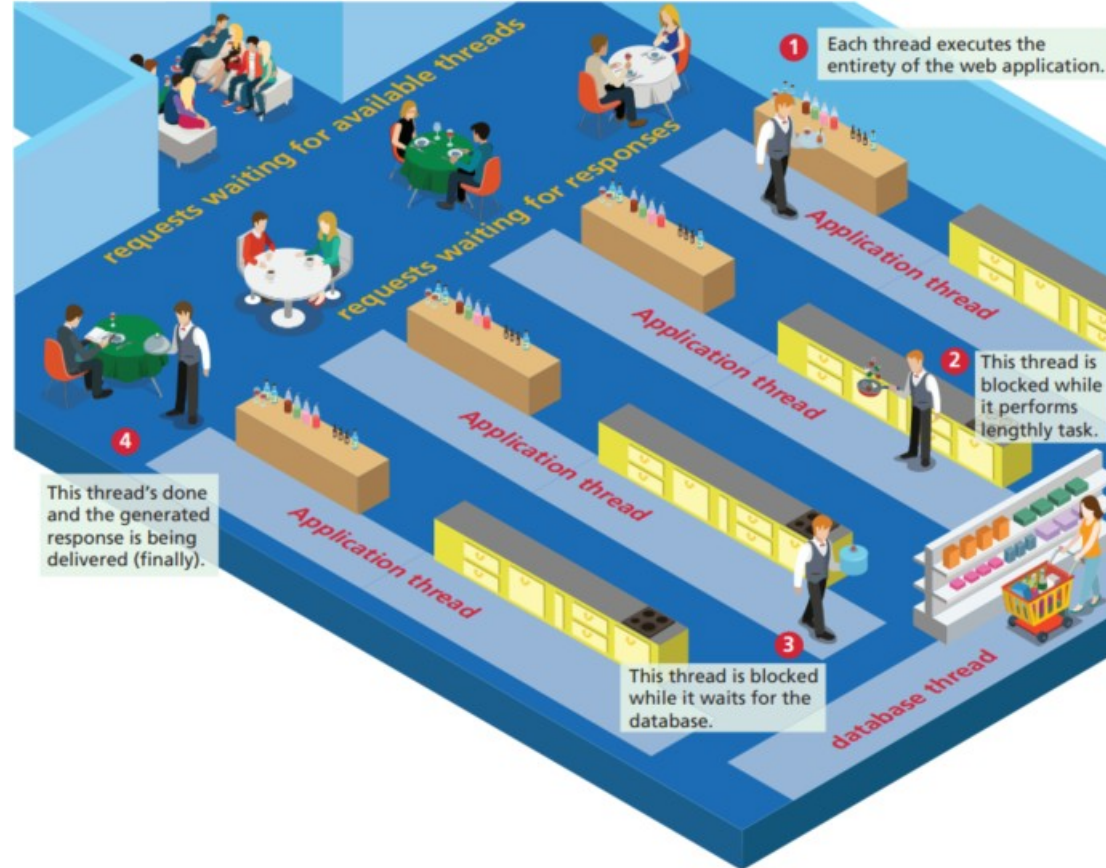 requests waiting for available threads
requests waiting for responses
1
Each thread executes the
entirety of the web application.
Application thread
Application thread
2
This thread is
blocked while
it performs
lengthly task.
Application thread
4
This thread's done
and the generated
response is being
delivered (finally).
Application thread
3
This thread is blocked
while it waits for the
database.
database thread